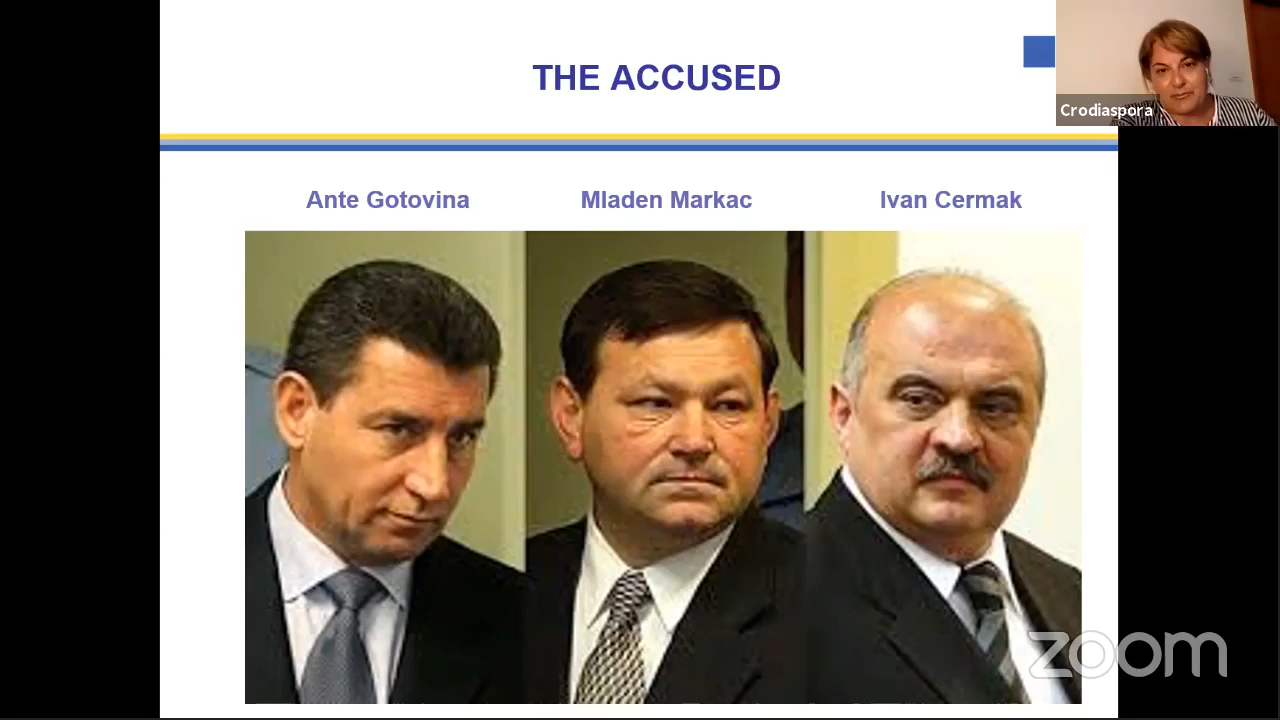 THE ACCUSED
Crodiaspora
Ante Gotovina
Mladen Markac
Ivan Cermak
zoom